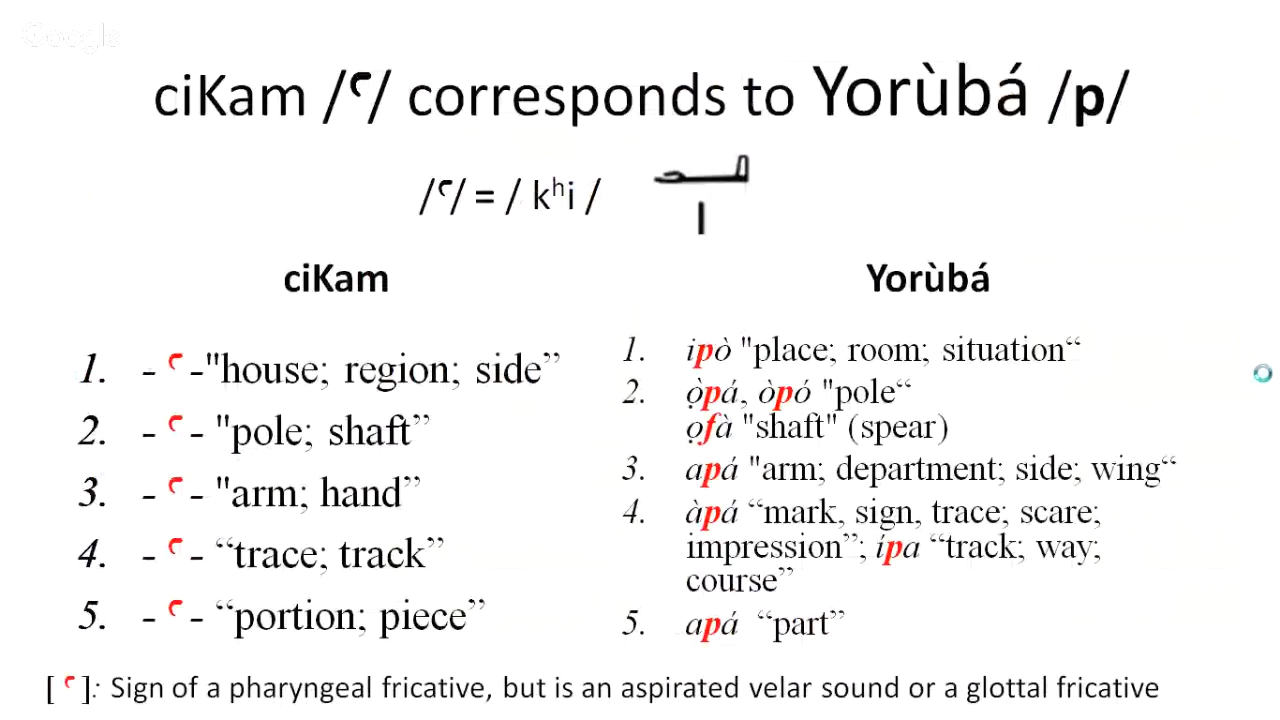 Google
ciKam /ꜥ/ corresponds to Yorùbá /p/
/ꜥ/ = / kʰi /
ciKam
Yorùbá
1. - ꜥ -"house; region; side”
2. - ꜥ - "pole; shaft”
3. - ꜥ - "arm; hand”
4. - ꜥ - “trace; track”
5. - ꜥ - “portion; piece”
1. ipò "place; room; situation“
2. ọ̀pá, òpó "pole“
ọfà "shaft" (spear)
3. apá "arm; department; side; wing“
4. àpá “mark, sign, trace; scare;
impression”; ípa “track; way;
course”
5. apá “part”
[ ꜥ ]: Sign of a pharyngeal fricative, but is an aspirated velar sound or a glottal fricative